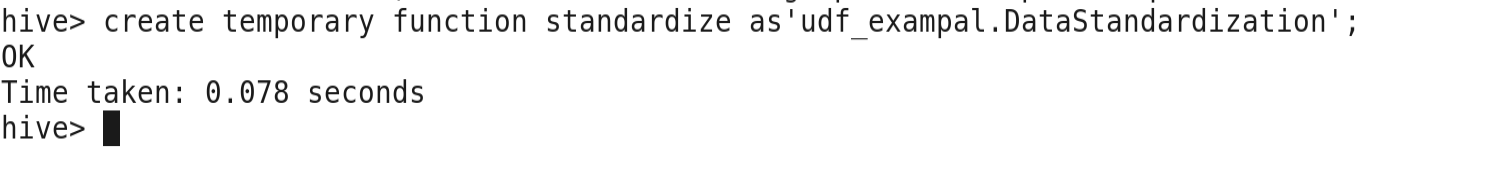 hive> create temporary function standardize as'udf_exampal.DataStandardization';
OK
Time taken: 0.078 seconds
hive>